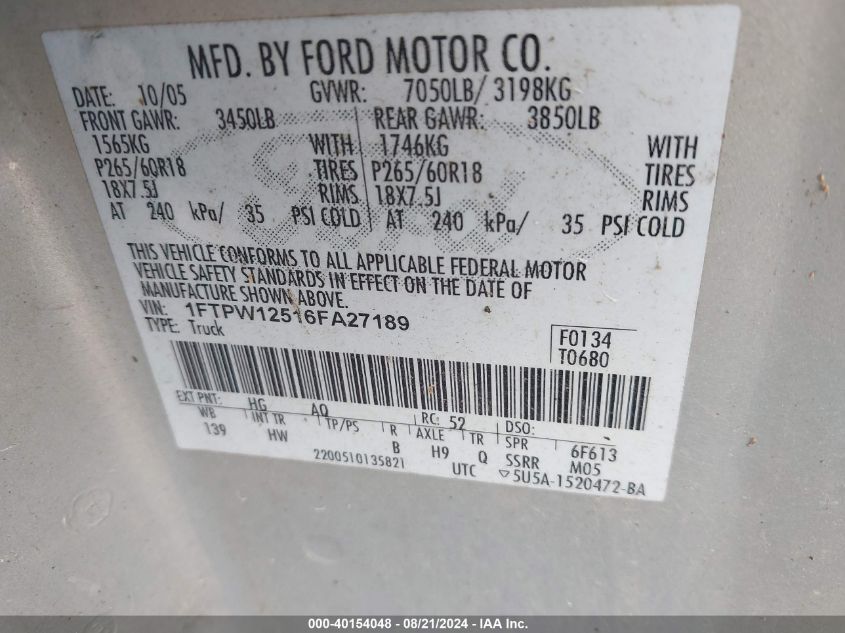 MFD. BY FORD MOTOR CO.
DATE: 10/05 GVWR: 7050LB/ 3198KG
FRONT GAWR: 3450LB REAR GAWR: 3850LB
1565KG WITH 1746KG WITH
P265/60R18 TIRES P265/60R18 TIRES
18X7.5J RIMS 18X7.5J RIMS
AT 240 kPa/ 35 PSI COLD AT 240 kPa/ 35 PSI COLD
THIS VEHICLE CONFORMS TO ALL APPLICABLE FEDERAL MOTOR
VEHICLE SAFETY STANDARDS IN EFFECT ON THE DATE OF
MANUFACTURE SHOWN ABOVE.
VIN: 1FTPW12516FA27189
TYPE: Truck
F0134
T0680
EXT PNT: HG AQ RC: 52 DSO:
WB INT TR TP/PS R AXLE TR SPR 6F613
139 HW B H9 Q SSRR M05
2200510135821 UTC 5U5A-1520472-BA
000-40154048 - 08/21/2024 - IAA Inc.